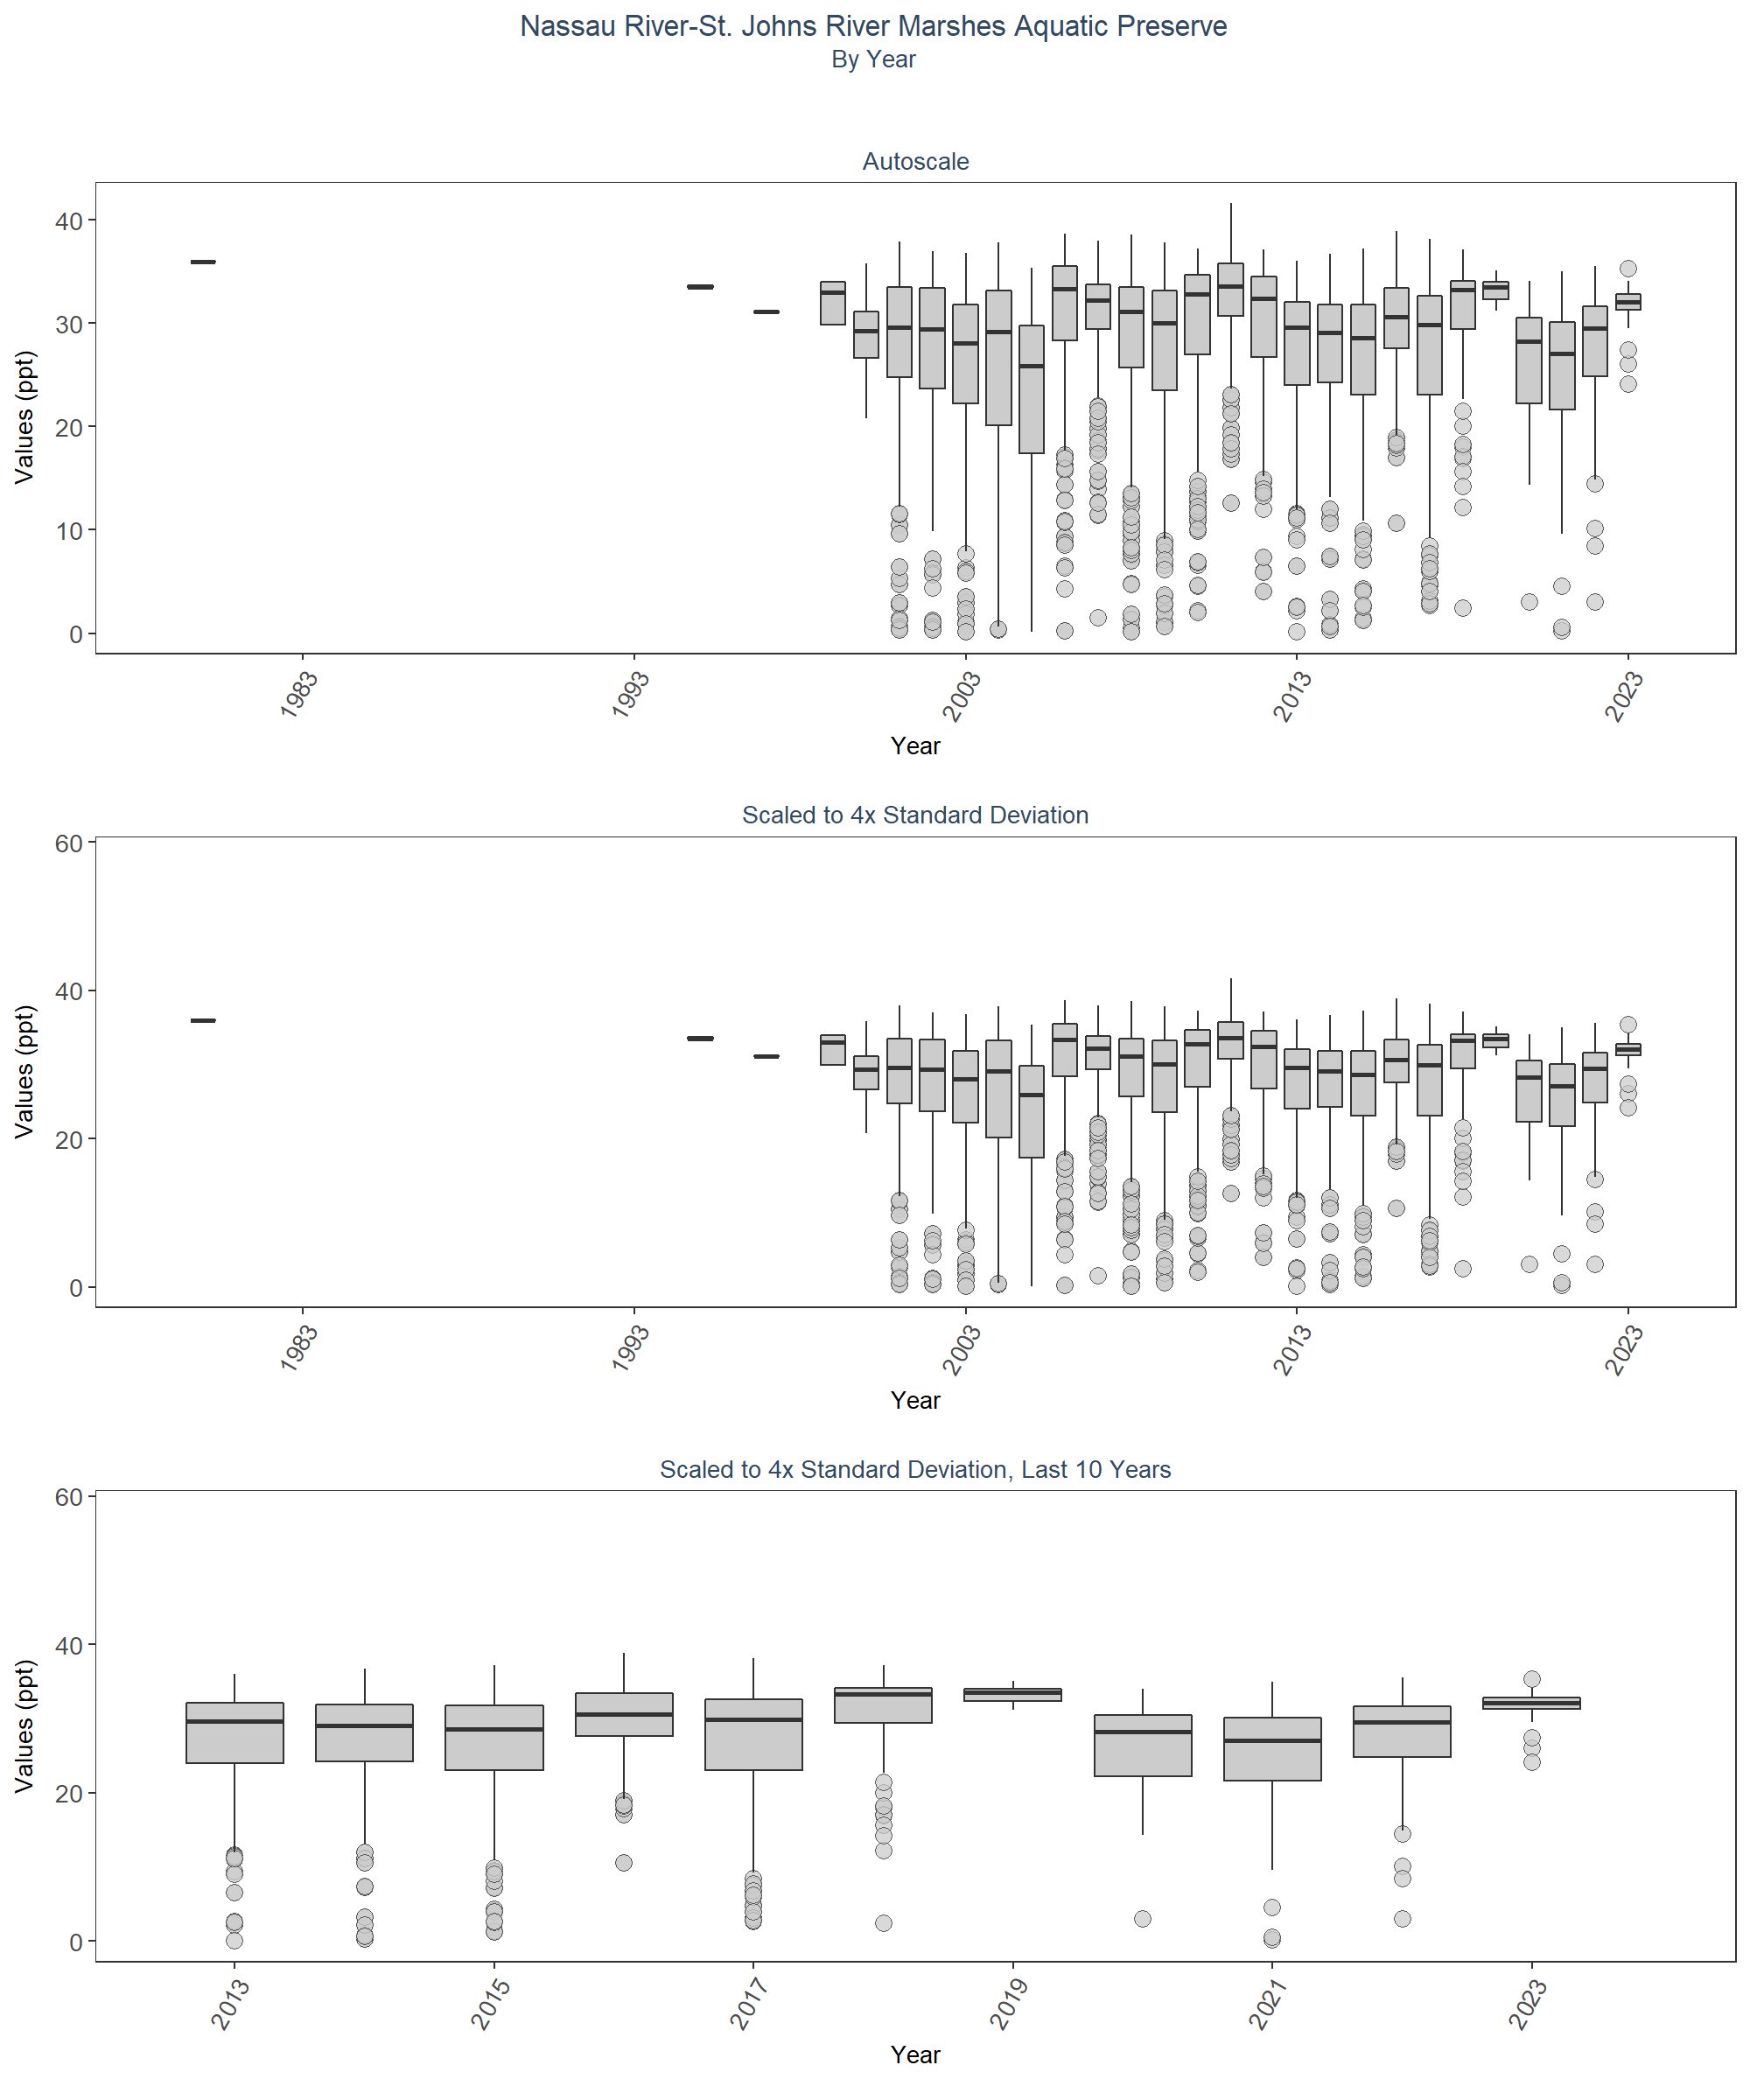 Nassau River-St. Johns River Marshes Aquatic Preserve
By Year
Autoscale
Values (ppt)
40
30
20
10
0
1983
1993
2003
2013
2023
Year
Scaled to 4x Standard Deviation
Values (ppt)
60
40
20
0
1983
1993
2003
2013
2023
Year
Scaled to 4x Standard Deviation, Last 10 Years
Values (ppt)
60
40
20
0
2013
2015
2017
2019
2021
2023
Year